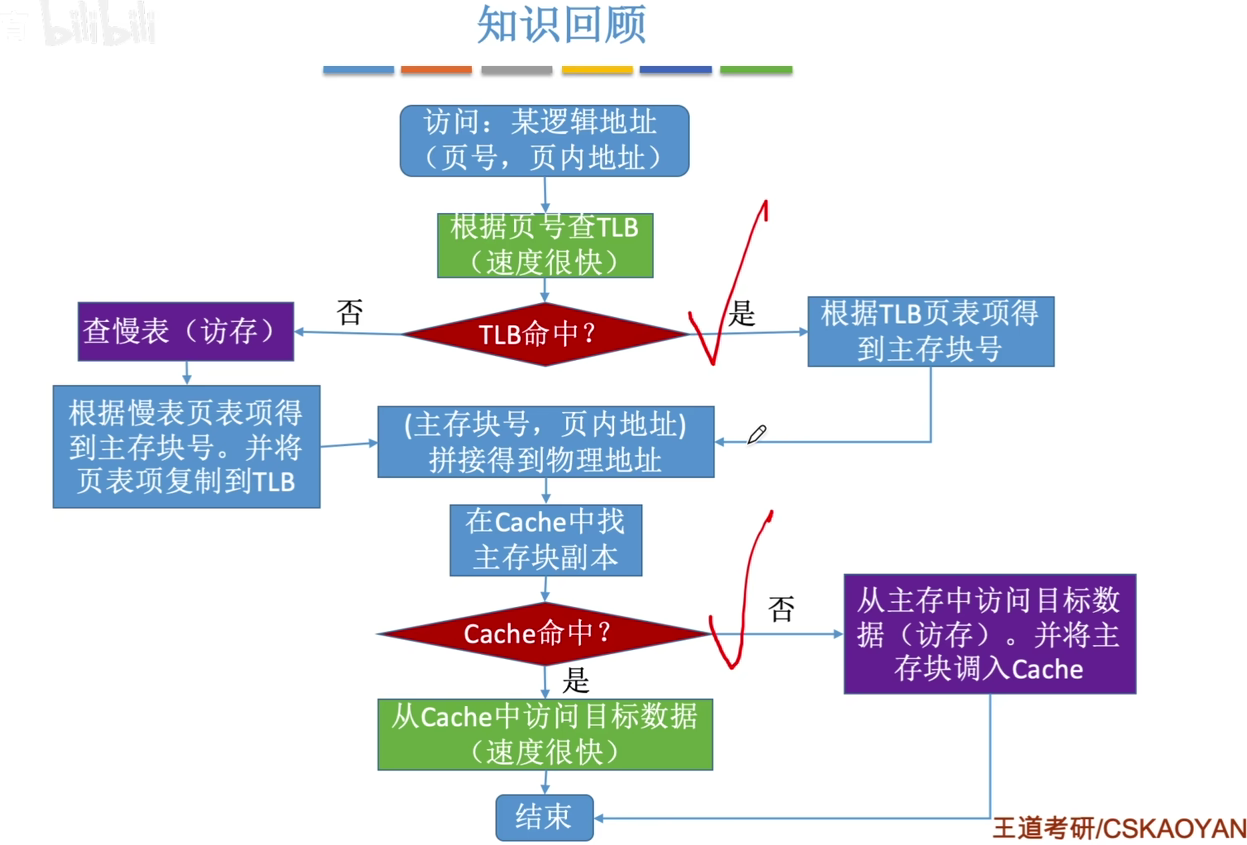 bilibili
知识回顾
访问：某逻辑地址
（页号，页内地址）
根据页号查TLB
（速度很快）
否
TLB命中？
是
查慢表（访存）
根据TLB页表项得
到主存块号
根据慢表页表项得
到主存块号。并将
页表项复制到TLB
(主存块号，页内地址)
拼接得到物理地址
在Cache中找
主存块副本
Cache命中？
否
从主存中访问目标数
据（访存）。并将主
存块调入Cache
是
从Cache中访问目标数据
（速度很快）
结束
王道考研/CSKAOYAN